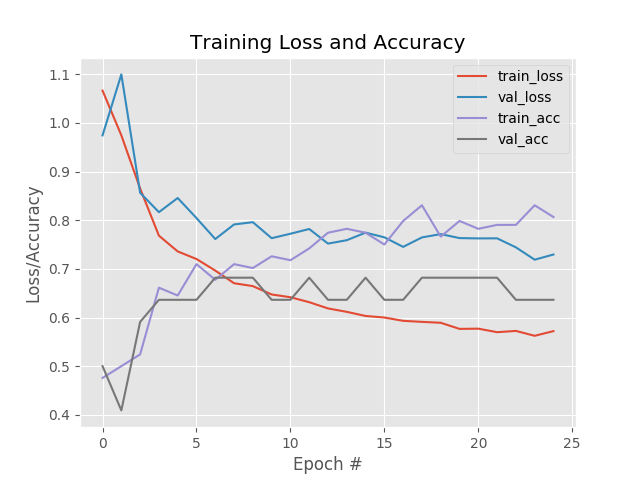 Training Loss and Accuracy
train_loss
val_loss
train_acc
val_acc
Loss/Accuracy
1.1
1.0
0.9
0.8
0.7
0.6
0.5
0.4
0 5 10 15 20 25
Epoch #